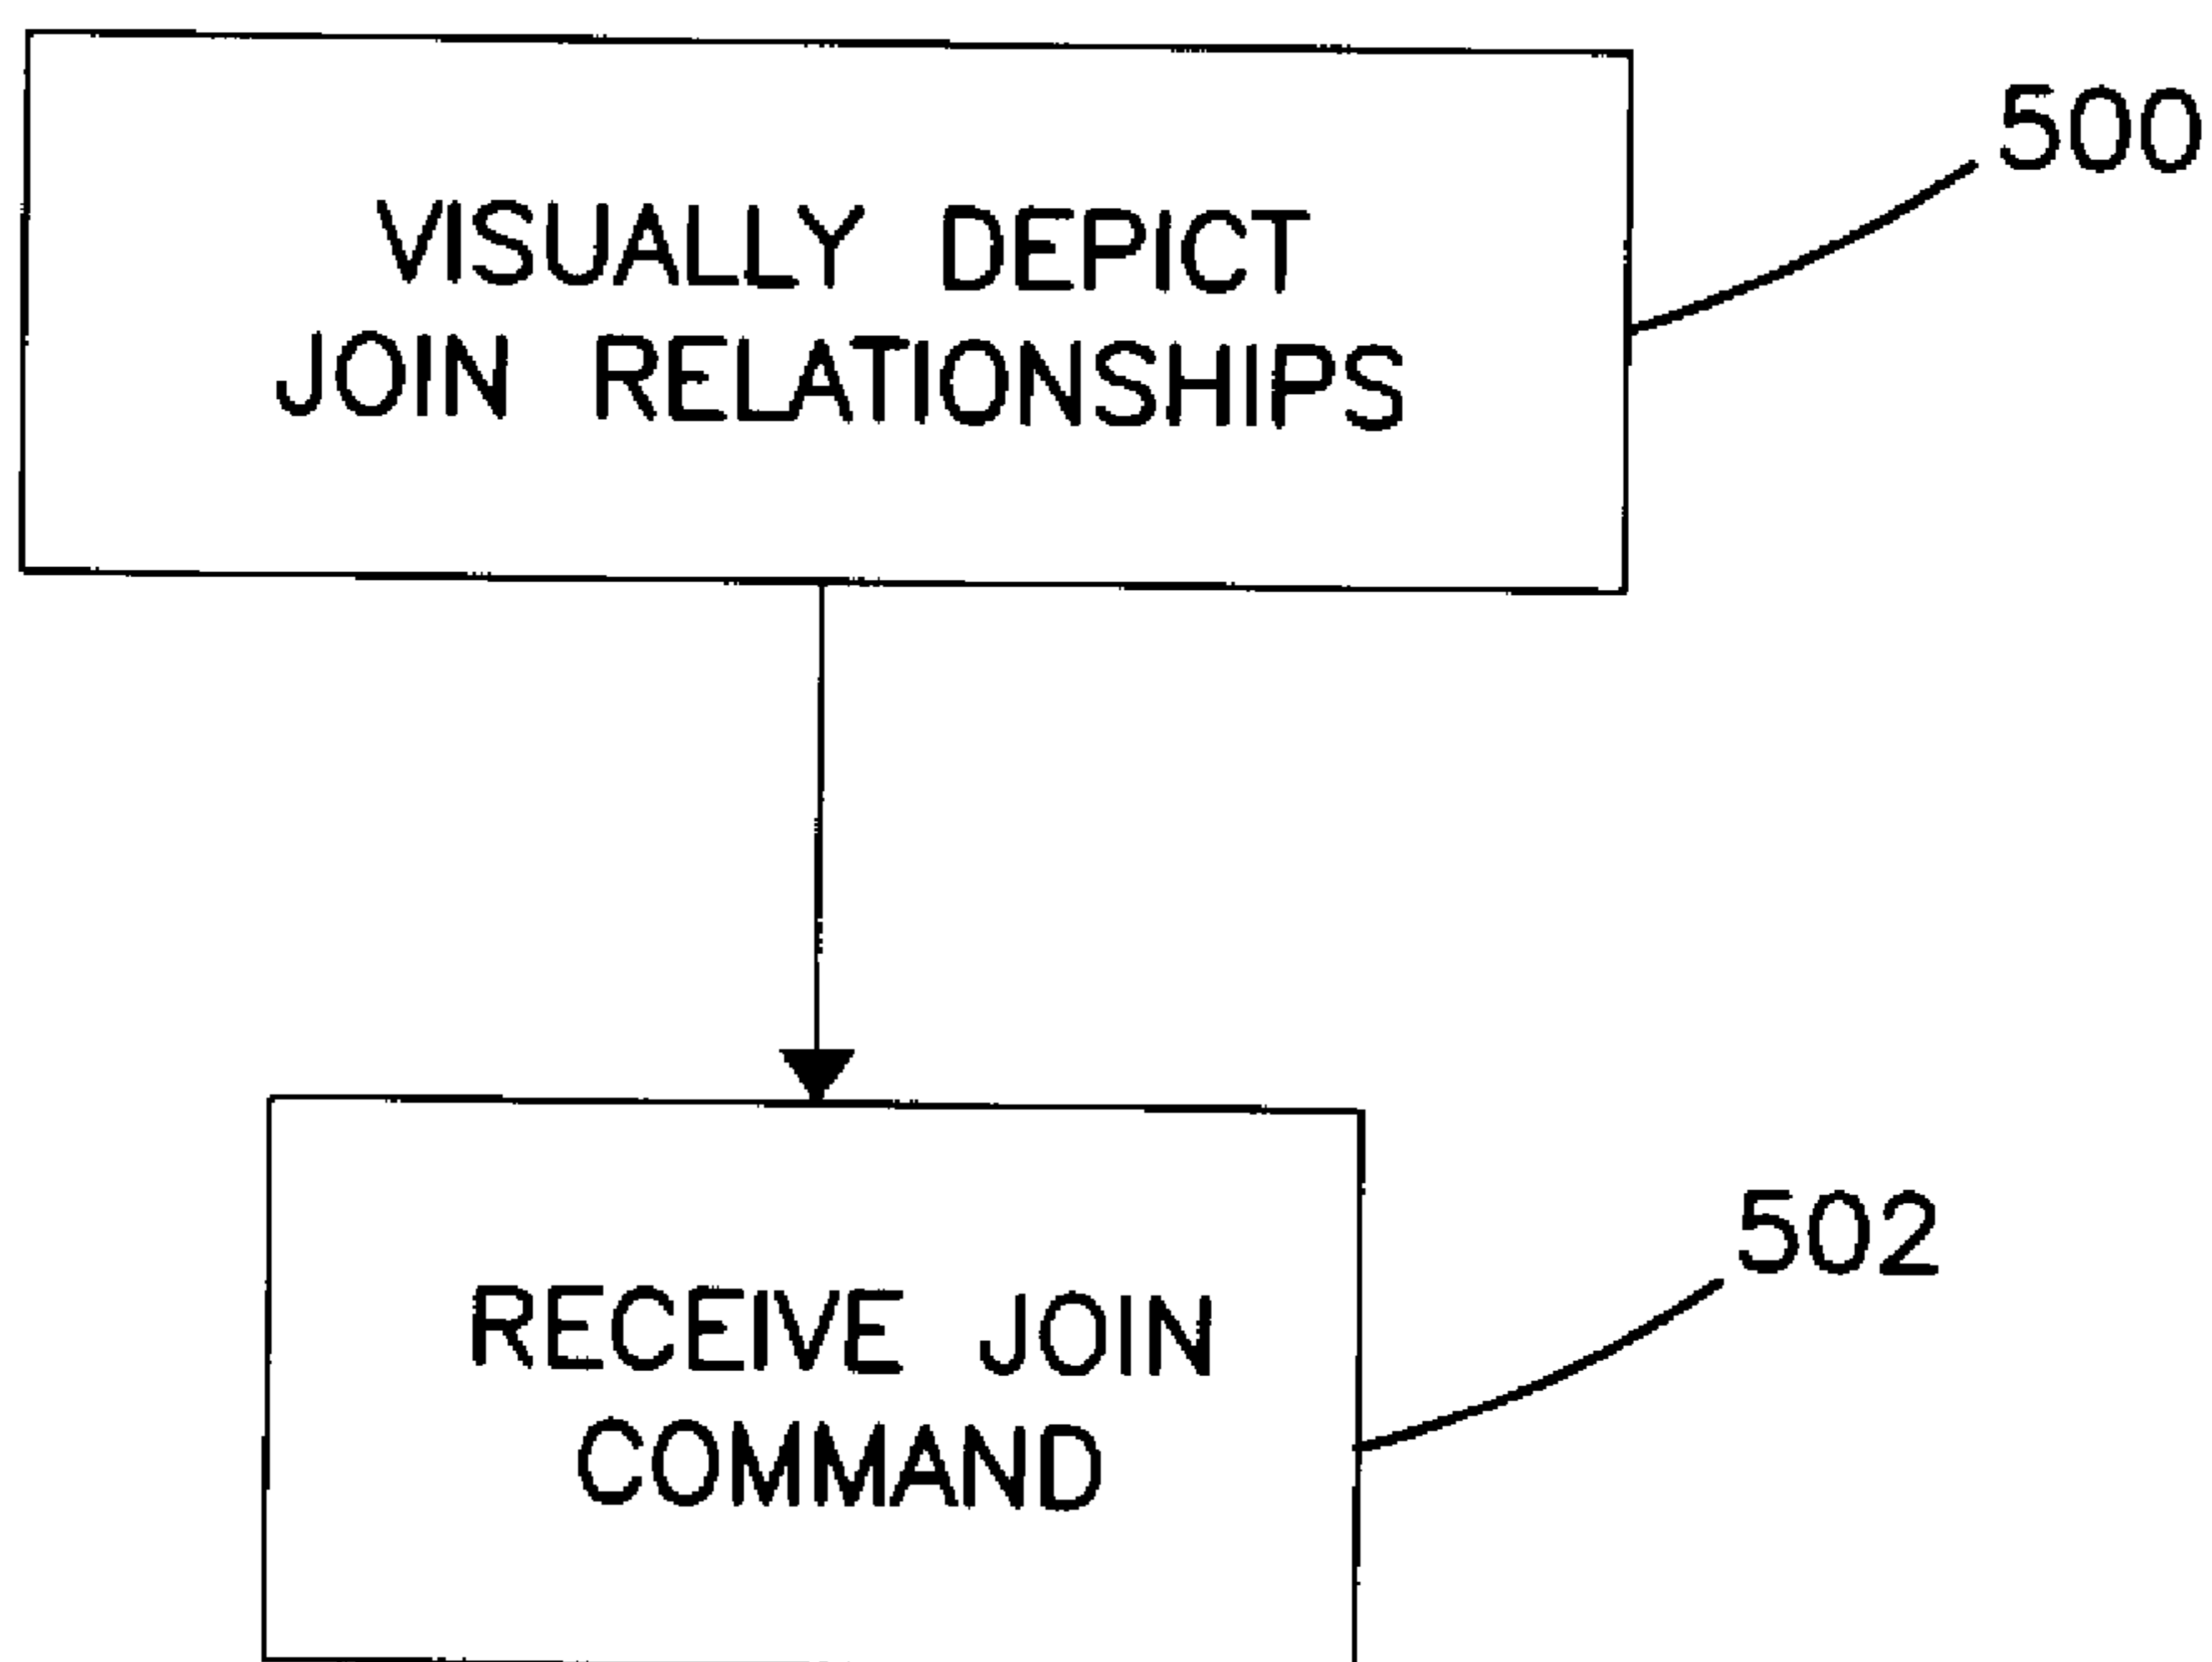 VISUALLY DEPICT
JOIN RELATIONSHIPS
500
RECEIVE JOIN
COMMAND
502